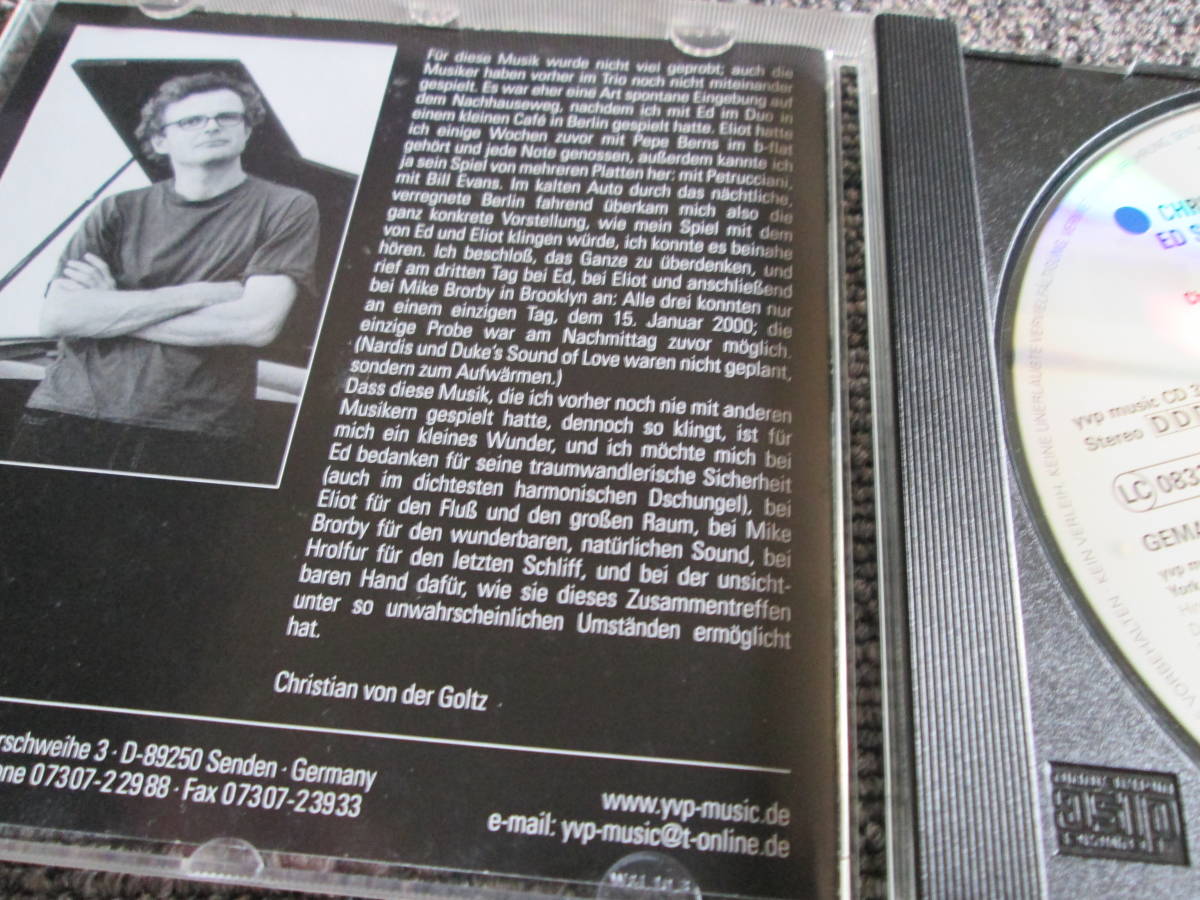 Für diese Musik wurde nicht viel geprobt; auch die
Musiker haben vorher im Trio noch nicht miteinander
gespielt. Es war eher eine Art spontane Eingebung auf
dem Nachhauseweg, nachdem ich mit Ed im Duo in
einem kleinen Café in Berlin gespielt hatte. Eliot hatte
ich einige Wochen zuvor mit Pepe Berns im b-flat
gehört und jede Note genossen, außerdem kannte ich
ja sein Spiel von mehreren Platten her: mit Petrucciani,
mit Bill Evans. Im kalten Auto durch das nächtliche,
verregnete Berlin fahrend überkam mich also die
ganz konkrete Vorstellung, wie mein Spiel mit dem
von Ed und Eliot klingen würde, ich konnte es beinahe
hören. Ich beschloß, das Ganze zu überdenken, und
rief am dritten Tag bei Ed, bei Eliot und anschließend
bei Mike Brorby in Brooklyn an: Alle drei konnten nur
an einem einzigen Tag, dem 15. Januar 2000; die
einzige Probe war am Nachmittag zuvor möglich.
(Nardis und Duke's Sound of Love waren nicht geplant,
sondern zum Aufwärmen.)
Dass diese Musik, die ich vorher noch nie mit anderen
Musikern gespielt hatte, dennoch so klingt, ist für
mich ein kleines Wunder, und ich möchte mich bei
Ed bedanken für seine traumwandlerische Sicherheit
(auch im dichtesten harmonischen Dschungel), bei
Eliot für den Fluß und den großen Raum, bei Mike
Brorby für den wunderbaren, natürlichen Sound, bei
Hrolfur für den letzten Schliff, und bei der unsicht-
baren Hand dafür, wie sie dieses Zusammentreffen
unter so unwahrscheinlichen Umständen ermöglicht
hat.
Christian von der Goltz
rschweihe 3 · D-89250 Senden · Germany
one 07307-22988 · Fax 07307-23933
www.yvp-music.de
e-mail: yvp-music@t-online.de
CHR
ED S
yvp music CD
Stereo DD
LC 083
GEMA
yvp mu
KEINE UNERLAUBTE VERVIELFÄLTIGUNG
KEIN VERLEIH
VORBEHALTEN
disc